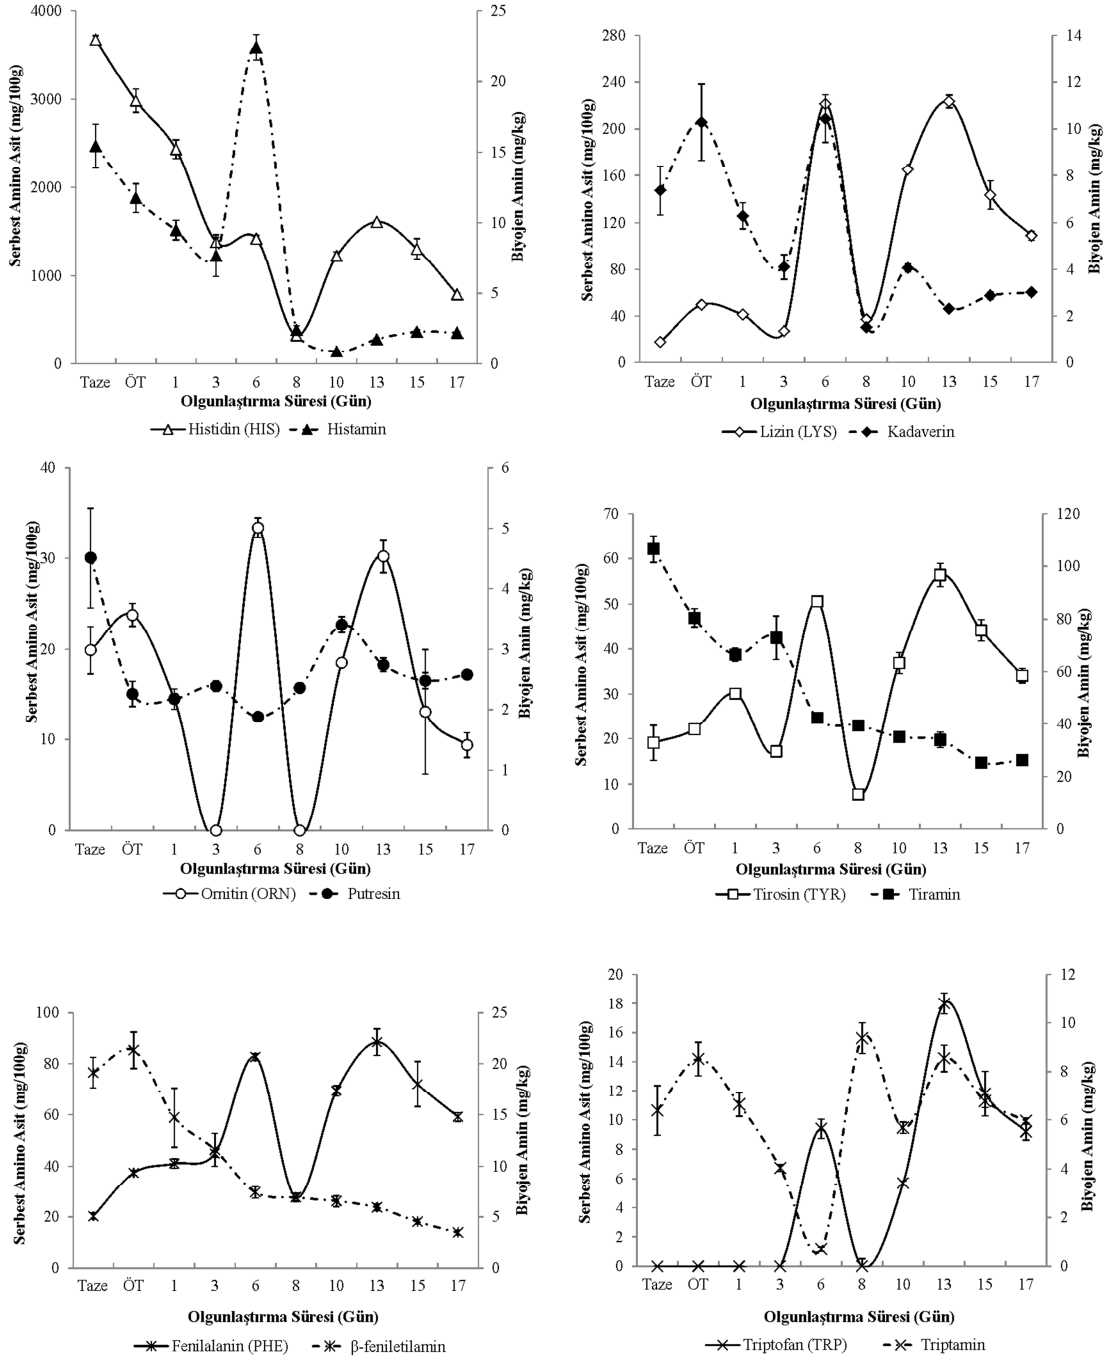 Serbest Amino Asit (mg/100g)
4000
3000
2000
1000
0
25
20
15
10
5
0
Biyojen Amin (mg/kg)
Taze ÖT 1 3 6 8 10 13 15 17
Olgunlaştırma Süresi (Gün)
Histidin (HIS) Histamin
Serbest Amino Asit (mg/100g)
280
240
200
160
120
80
40
0
14
12
10
8
6
4
2
0
Biyojen Amin (mg/kg)
Taze ÖT 1 3 6 8 10 13 15 17
Olgunlaştırma Süresi (Gün)
Lizin (LYS) Kadaverin
Serbest Amino Asit (mg/100g)
40
30
20
10
0
6
5
4
3
2
1
0
Biyojen Amin (mg/kg)
Taze ÖT 1 3 6 8 10 13 15 17
Olgunlaştırma Süresi (Gün)
Ornitin (ORN) Putresin
Serbest Amino Asit (mg/100g)
70
60
50
40
30
20
10
0
120
100
80
60
40
20
0
Biyojen Amin (mg/kg)
Taze ÖT 1 3 6 8 10 13 15 17
Olgunlaştırma Süresi (Gün)
Tirosin (TYR) Tiramin
Serbest Amino Asit (mg/100g)
100
80
60
40
20
0
25
20
15
10
5
0
Biyojen Amin (mg/kg)
Taze ÖT 1 3 6 8 10 13 15 17
Olgunlaştırma Süresi (Gün)
Fenilalanin (PHE) β-feniletilamin
Serbest Amino Asit (mg/100g)
20
18
16
14
12
10
8
6
4
2
0
12
10
8
6
4
2
0
Biyojen Amin (mg/kg)
Taze ÖT 1 3 6 8 10 13 15 17
Olgunlaştırma Süresi (Gün)
Triptofan (TRP) Triptamin